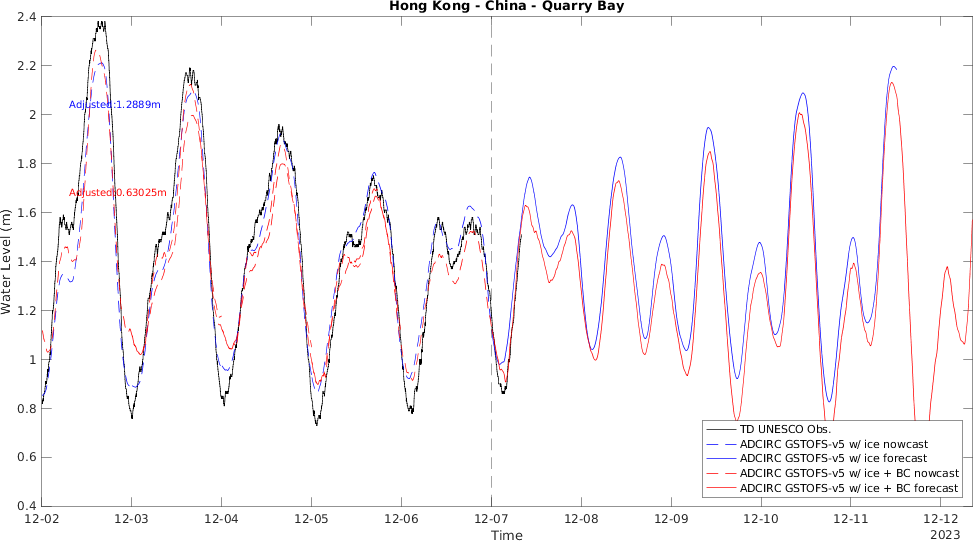 Hong Kong - China - Quarry Bay
2.4
2.2
2
1.8
1.6
1.4
1.2
1
0.8
0.6
0.4
Water Level (m)
Adjusted:1.2889m
Adjusted:0.63025m
TD UNESCO Obs.
ADCIRC GSTOFS-v5 w/ ice nowcast
ADCIRC GSTOFS-v5 w/ ice forecast
ADCIRC GSTOFS-v5 w/ ice + BC nowcast
ADCIRC GSTOFS-v5 w/ ice + BC forecast
12-02 12-03 12-04 12-05 12-06 12-07 12-08 12-09 12-10 12-11 12-12
2023
Time